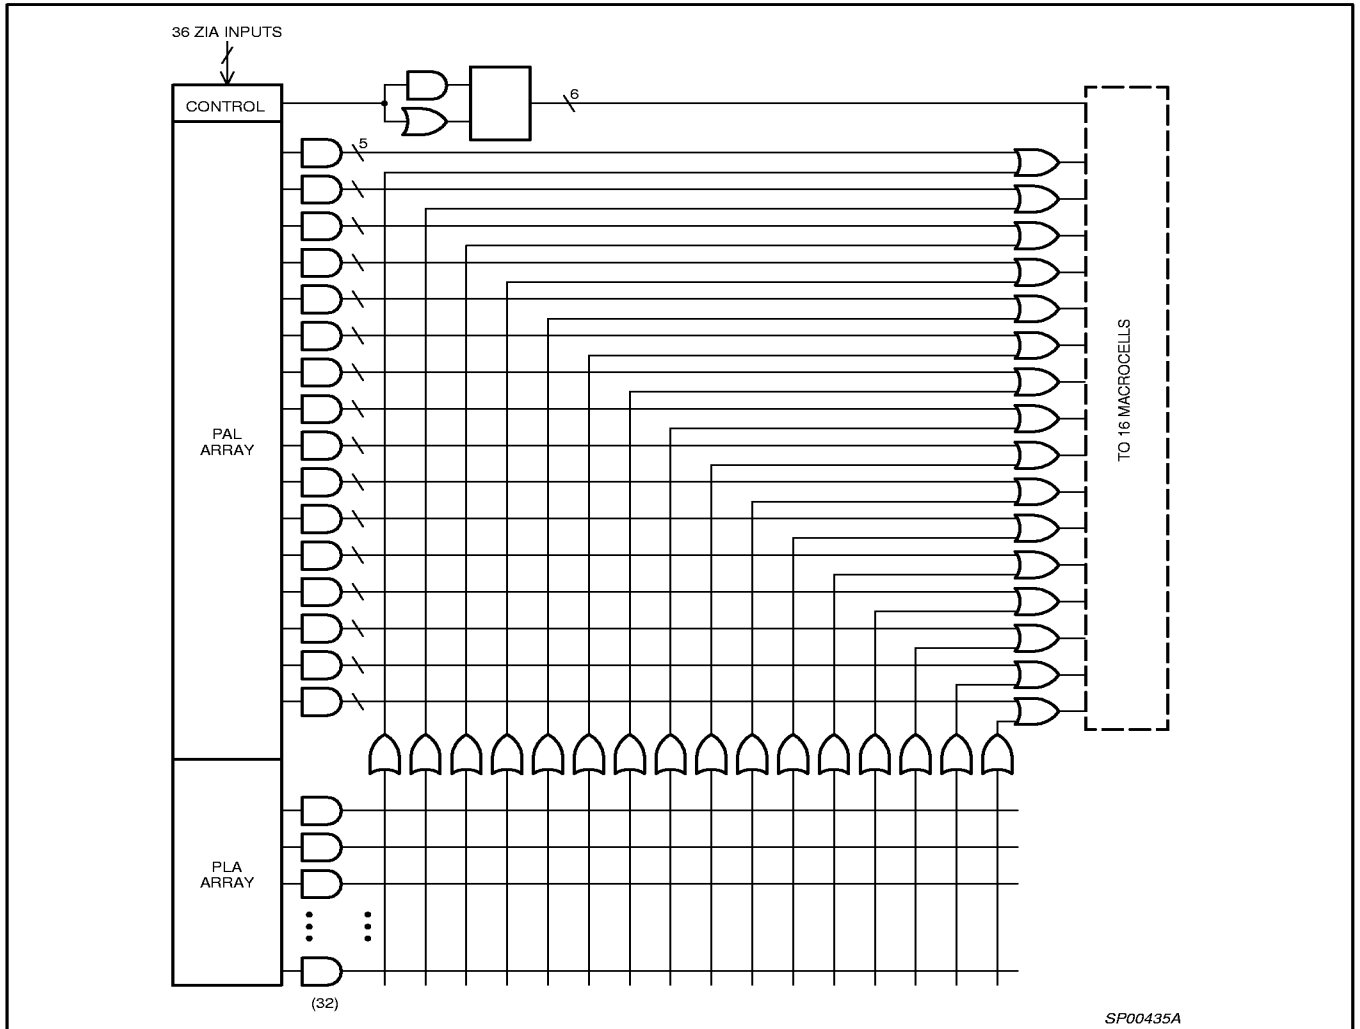 36 ZIA INPUTS
CONTROL
6
5
PAL
ARRAY
TO 16 MACROCELLS
PLA
ARRAY
(32)
SP00435A